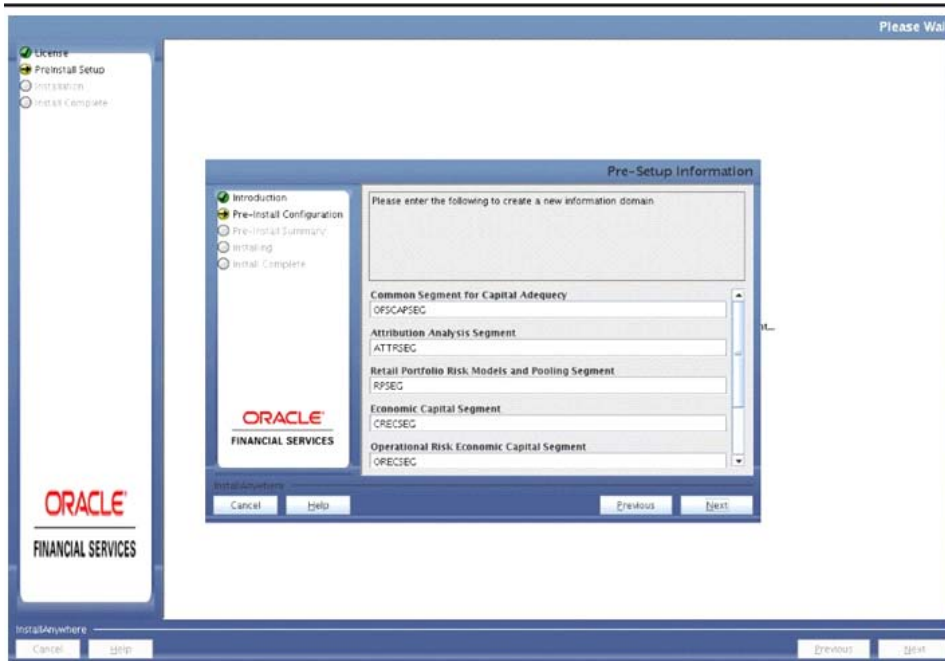 Please Wai
License
PreInstall Setup
Installation
Install Complete
Pre-Setup Information
Introduction
Pre-Install Configuration
Pre-Install Summary
Installing
Install Complete
Please enter the following to create a new information domain
Common Segment for Capital Adequecy
OFSCAPSEG
Attribution Analysis Segment
ATTRSEG
Retail Portfolio Risk Models and Pooling Segment
RPSEG
Economic Capital Segment
CRECSEG
Operational Risk Economic Capital Segment
ORECSEG
ORACLE
FINANCIAL SERVICES
InstallAnywhere
Cancel Help Previous Next
ORACLE
FINANCIAL SERVICES
InstallAnywhere
Cancel Help Previous Next